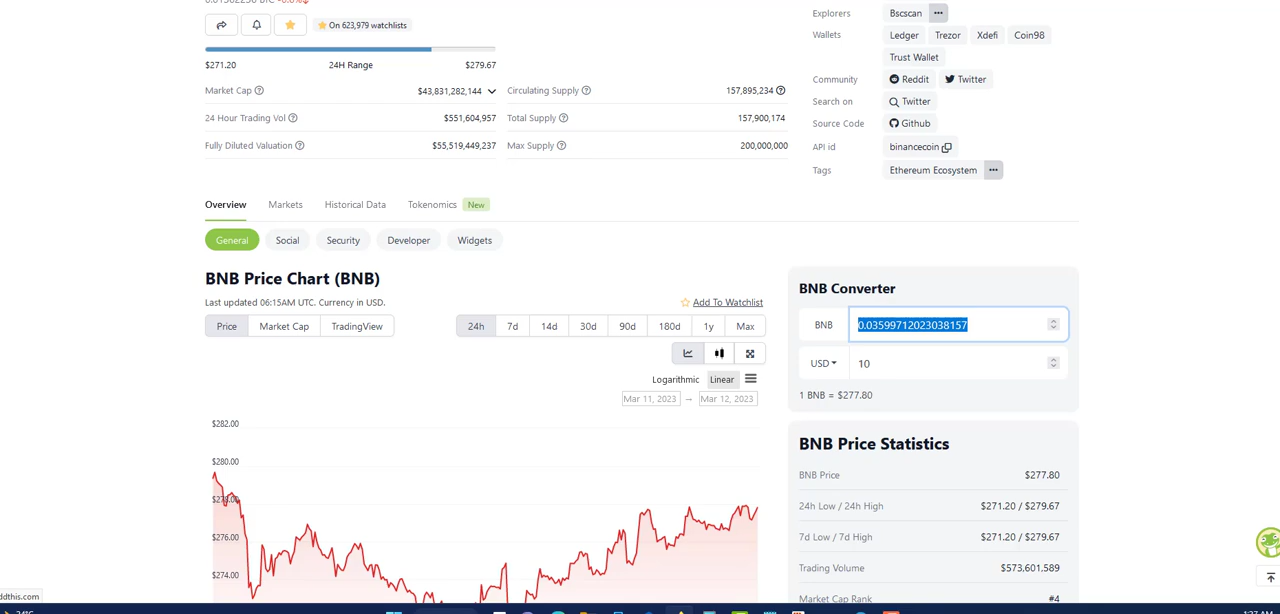 On 623,979 watchlists
$271.20 24H Range $279.67
Market Cap $43,831,282,144
24 Hour Trading Vol $551,604,957
Fully Diluted Valuation $55,519,449,237
Circulating Supply 157,895,234
Total Supply 157,900,174
Max Supply 200,000,000
Explorers Bscscan
Wallets Ledger Trezor Xdefi Coin98
Trust Wallet
Community Reddit Twitter
Search on Twitter
Source Code Github
API id binancecoin
Tags Ethereum Ecosystem
Overview Markets Historical Data Tokenomics New
General Social Security Developer Widgets
BNB Price Chart (BNB)
Last updated 06:15AM UTC. Currency in USD.
Add To Watchlist
Price Market Cap TradingView
24h 7d 14d 30d 90d 180d 1y Max
Logarithmic Linear
Mar 11, 2023 → Mar 12, 2023
$282.00
$280.00
$278.00
$276.00
$274.00
BNB Converter
BNB 0.03599712023038157
USD 10
1 BNB = $277.80
BNB Price Statistics
BNB Price $277.80
24h Low / 24h High $271.20 / $279.67
7d Low / 7d High $271.20 / $279.67
Trading Volume $573,601,589
Market Cap Rank #4
ddthis.com